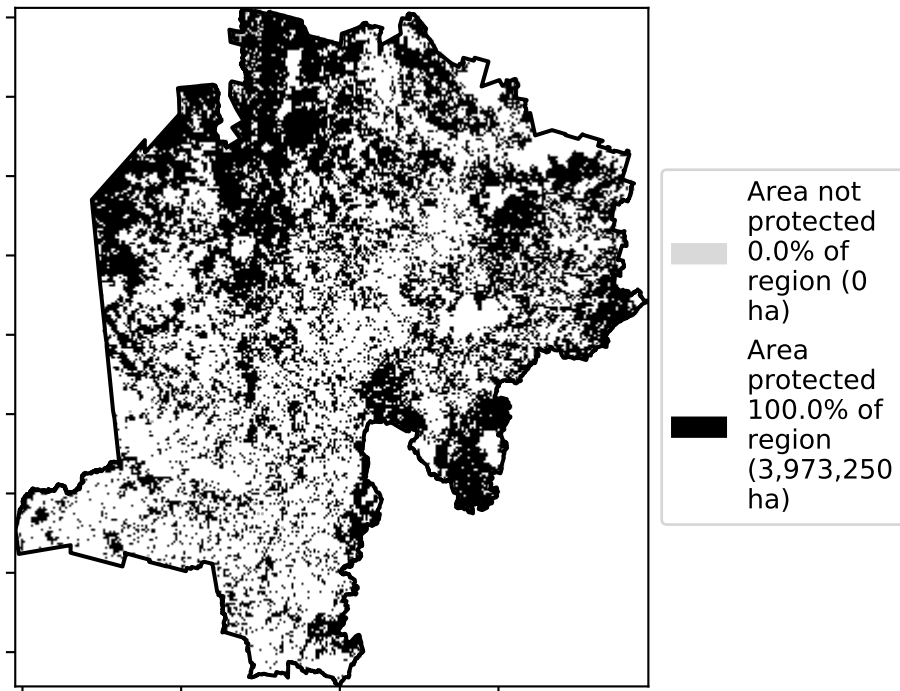 Area not
protected
0.0% of
region (0
ha)
Area
protected
100.0% of
region
(3,973,250
ha)